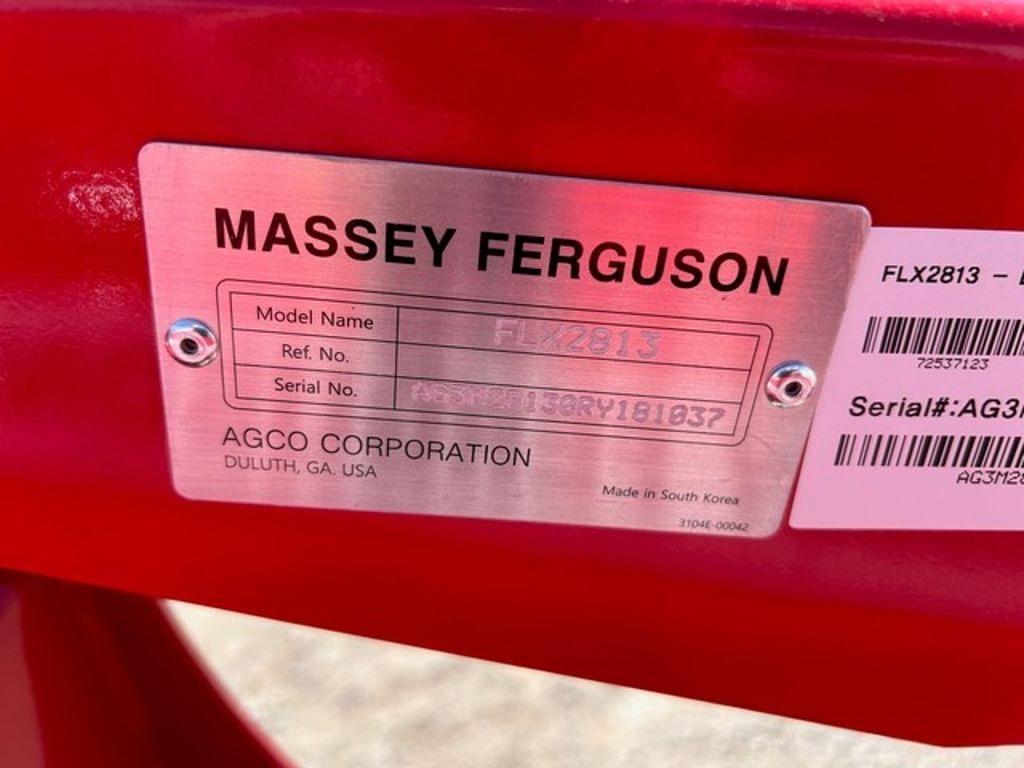 MASSEY FERGUSON
Model Name FLX2813
Ref. No.
Serial No. AG3M28130RY181037
AGCO CORPORATION
DULUTH, GA. USA
Made in South Korea
3104E-00042
FLX2813 -
72537123
Serial#:AG3
AG3M28